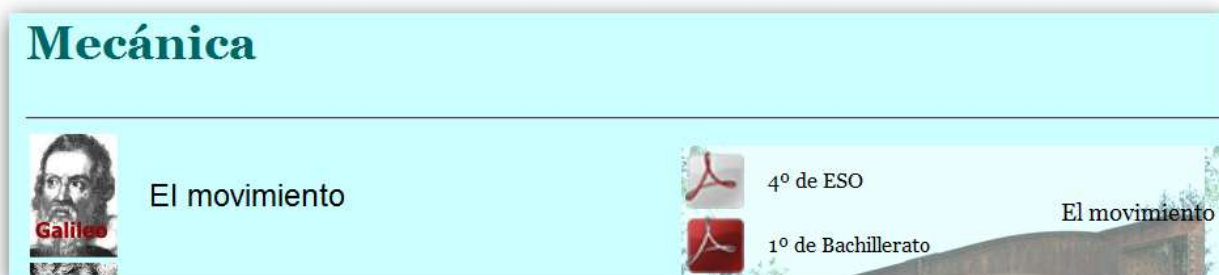 Mecánica
Galileo
El movimiento
4º de ESO
El movimiento
1º de Bachillerato